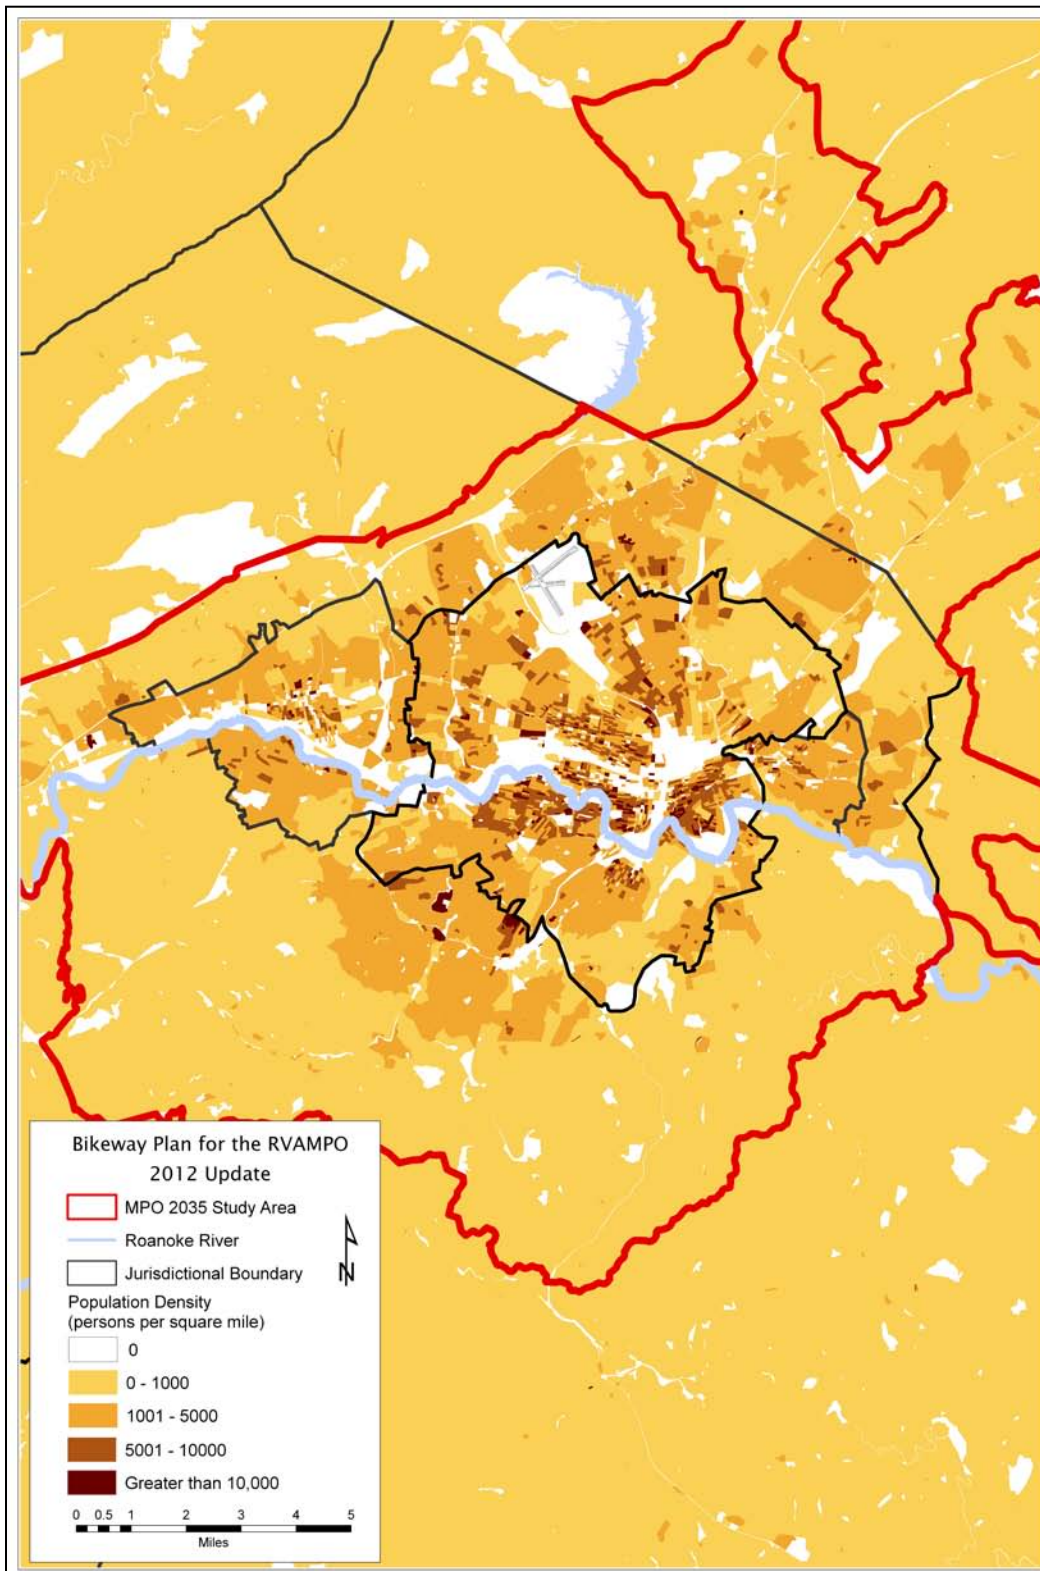 Bikeway Plan for the RVAMPO
2012 Update
MPO 2035 Study Area
Roanoke River
Jurisdictional Boundary
N
Population Density
(persons per square mile)
0
0 - 1000
1001 - 5000
5001 - 10000
Greater than 10,000
0 0.5 1 2 3 4 5
Miles